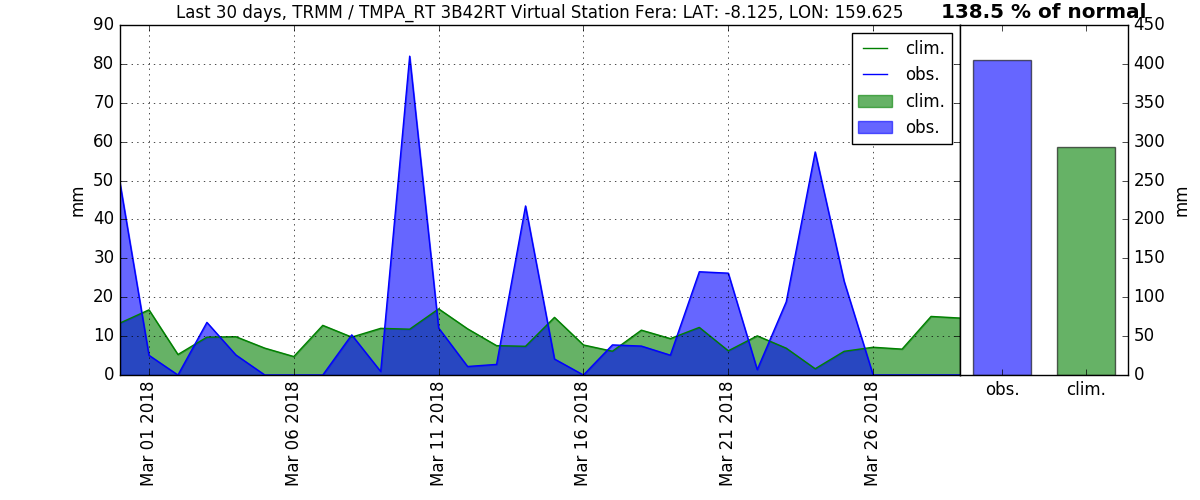 Last 30 days, TRMM / TMPA_RT 3B42RT Virtual Station Fera: LAT: -8.125, LON: 159.625
138.5 % of normal
90
80
70
60
50
40
30
20
10
0
mm
clim.
obs.
clim.
obs.
Mar 01 2018
Mar 06 2018
Mar 11 2018
Mar 16 2018
Mar 21 2018
Mar 26 2018
450
400
350
300
250
200
150
100
50
0
mm
obs. clim.